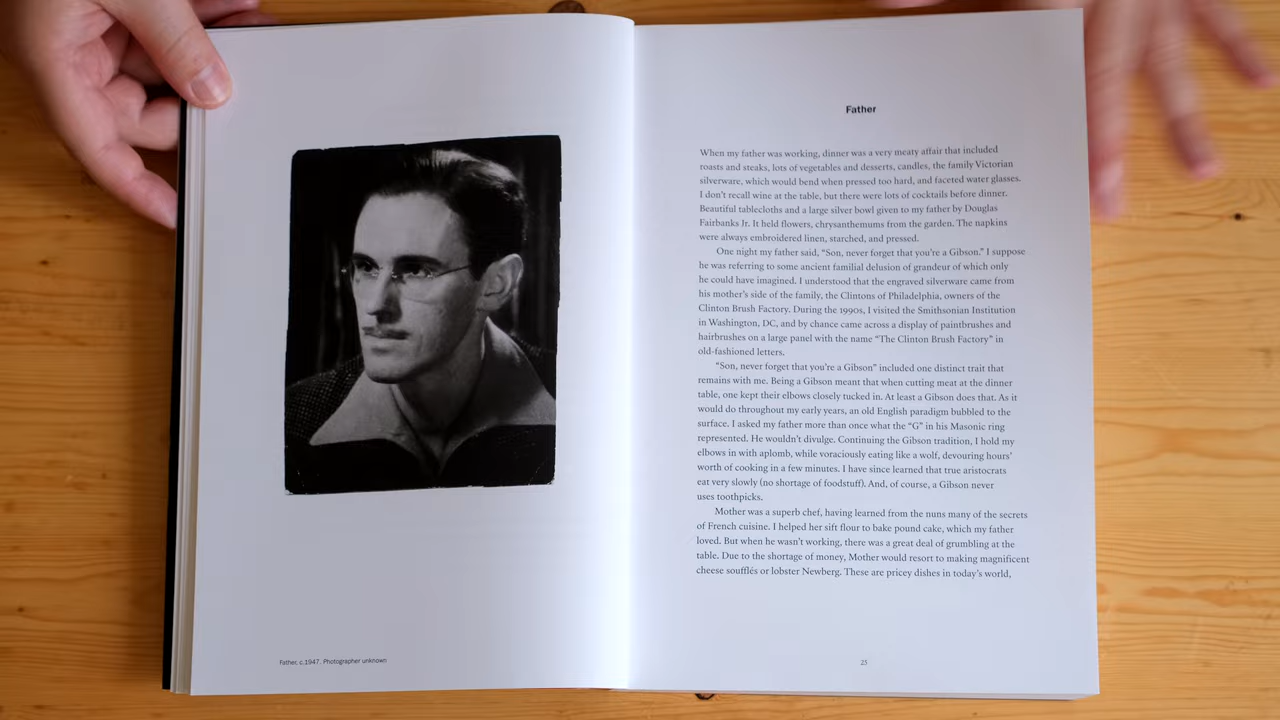 Father, c.1947. Photographer unknown
Father
When my father was working, dinner was a very meaty affair that included
roasts and steaks, lots of vegetables and desserts, candles, the family Victorian
silverware, which would bend when pressed too hard, and faceted water glasses.
I don't recall wine at the table, but there were lots of cocktails before dinner.
Beautiful tablecloths and a large silver bowl given to my father by Douglas
Fairbanks Jr. It held flowers, chrysanthemums from the garden. The napkins
were always embroidered linen, starched, and pressed.
One night my father said, “Son, never forget that you're a Gibson.” I suppose
he was referring to some ancient familial delusion of grandeur of which only
he could have imagined. I understood that the engraved silverware came from
his mother's side of the family, the Clintons of Philadelphia, owners of the
Clinton Brush Factory. During the 1990s, I visited the Smithsonian Institution
in Washington, DC, and by chance came across a display of paintbrushes and
hairbrushes on a large panel with the name “The Clinton Brush Factory” in
old-fashioned letters.
“Son, never forget that you're a Gibson” included one distinct trait that
remains with me. Being a Gibson meant that when cutting meat at the dinner
table, one kept their elbows closely tucked in. At least a Gibson does that. As it
would do throughout my early years, an old English paradigm bubbled to the
surface. I asked my father more than once what the “G” in his Masonic ring
represented. He wouldn't divulge. Continuing the Gibson tradition, I hold my
elbows in with aplomb, while voraciously eating like a wolf, devouring hours'
worth of cooking in a few minutes. I have since learned that true aristocrats
eat very slowly (no shortage of foodstuff). And, of course, a Gibson never
uses toothpicks.
Mother was a superb chef, having learned from the nuns many of the secrets
of French cuisine. I helped her sift flour to bake pound cake, which my father
loved. But when he wasn't working, there was a great deal of grumbling at the
table. Due to the shortage of money, Mother would resort to making magnificent
cheese soufflés or lobster Newberg. These are pricey dishes in today's world,
25